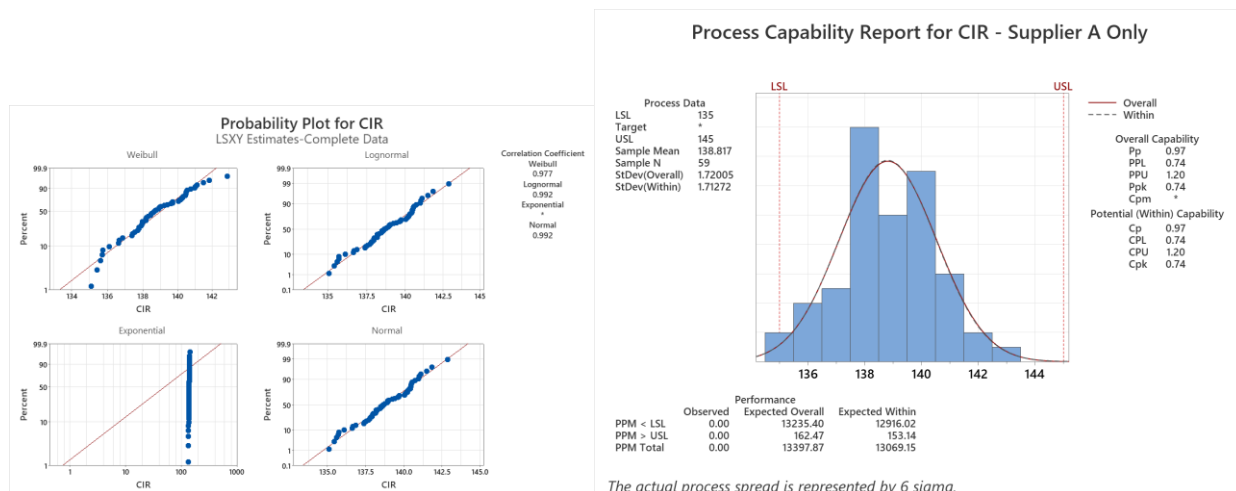 Probability Plot for CIR
LSXY Estimates-Complete Data
Weibull
Lognormal
99.9
90
50
10
1
Percent
134 136 138 140 142
CIR
99.9
99
90
50
10
1
0.1
Percent
135 137.5 140 142.5 145
CIR
Correlation Coefficient
Weibull
0.977
Lognormal
0.992
Exponential
*
Normal
0.992
Exponential
Normal
99.9
90
50
10
1
Percent
1 10 100 1000
CIR
99.9
99
90
50
10
1
0.1
Percent
135.0 137.5 140.0 142.5 145.0
CIR
Process Capability Report for CIR - Supplier A Only
LSL USL
Process Data
LSL 135
Target *
USL 145
Sample Mean 138.817
Sample N 59
StDev(Overall) 1.72005
StDev(Within) 1.71272
Overall
Within
Overall Capability
Pp 0.97
PPL 0.74
PPU 1.20
Ppk 0.74
Cpm *
Potential (Within) Capability
Cp 0.97
CPL 0.74
CPU 1.20
Cpk 0.74
136 138 140 142 144
Performance
Observed Expected Overall Expected Within
PPM < LSL 0.00 13235.40 12916.02
PPM > USL 0.00 162.47 153.14
PPM Total 0.00 13397.87 13069.15
The actual process spread is represented by 6 sigma.